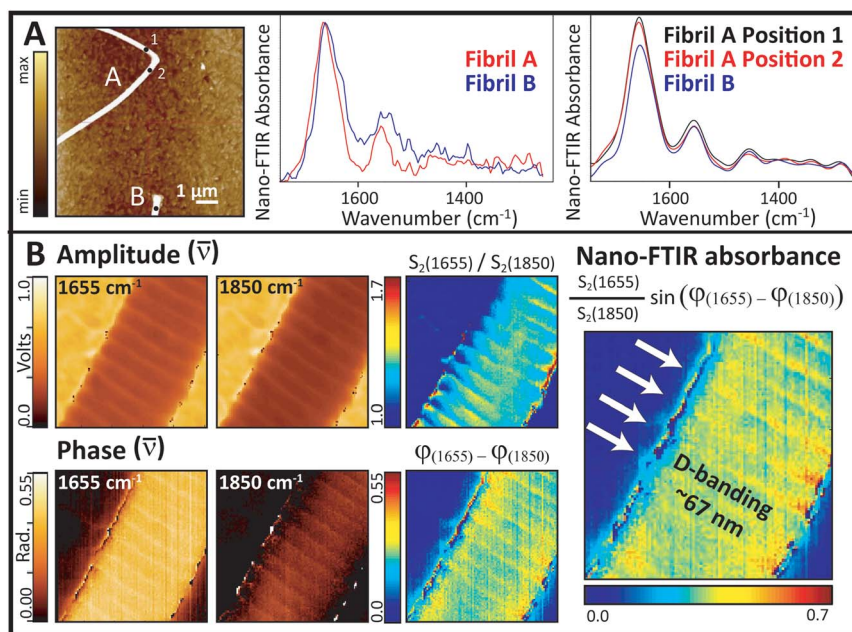 A
max
min
A
1
2
B
1 μm
Nano-FTIR Absorbance
Fibril A
Fibril B
1600
1400
Wavenumber (cm⁻¹)
Nano-FTIR Absorbance
Fibril A Position 1
Fibril A Position 2
Fibril B
1600
1400
Wavenumber (cm⁻¹)
B
Amplitude (ν̅)
1.0
Volts
0.0
1655 cm⁻¹
1850 cm⁻¹
S₂(1655) / S₂(1850)
1.7
1.0
Phase (ν̅)
0.55
Rad.
0.00
1655 cm⁻¹
1850 cm⁻¹
φ(1655) – φ(1850)
0.55
0.0
Nano-FTIR absorbance
S₂(1655)
S₂(1850)
sin (φ(1655) – φ(1850))
D-banding
~67 nm
0.0
0.7